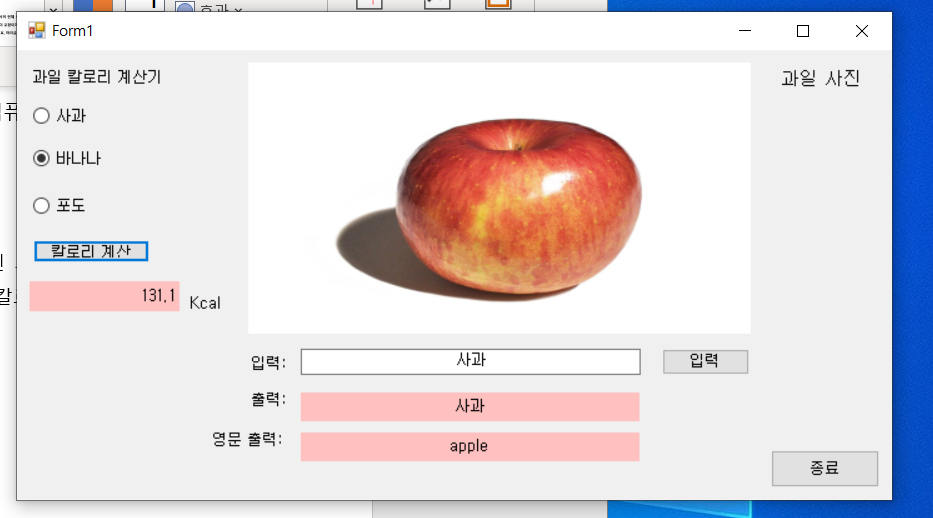 효과
Form1
과일 칼로리 계산기
과일 사진
사과
바나나
포도
칼로리 계산
131.1 Kcal
입력: 사과 입력
출력: 사과
영문 출력: apple
종료